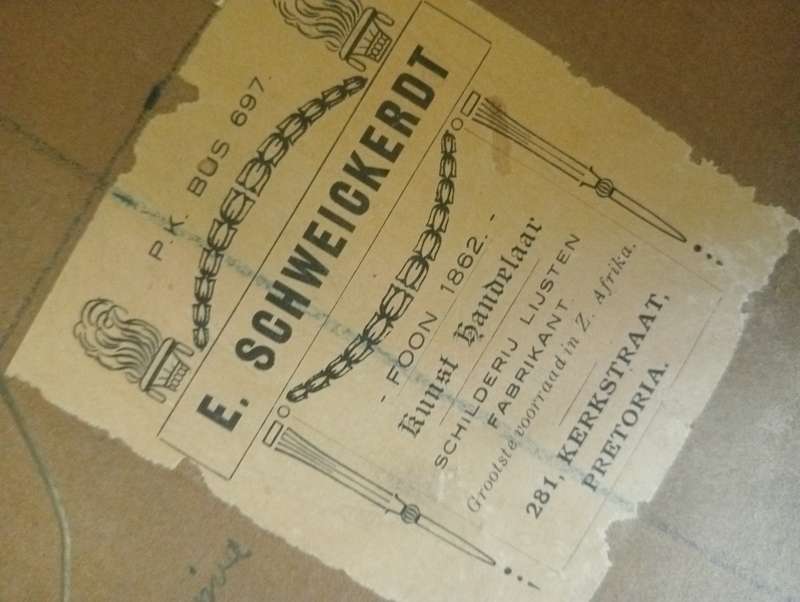 P.K. BUS 697
E. SCHWEICKERDT
- FOON 1862. -
Kunst Handelaar
SCHILDERIJ LIJSTEN
FABRIKANT.
Grootste voorraad in Z. Afrika.
281, KERKSTRAAT,
PRETORIA.